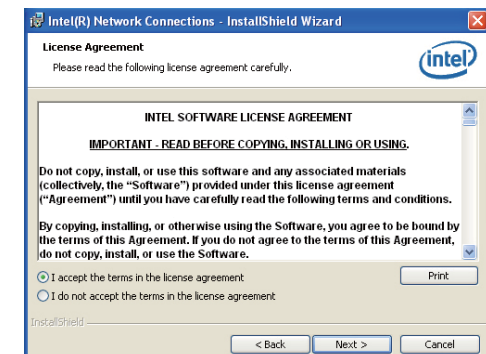 Intel(R) Network Connections - InstallShield Wizard
License Agreement
Please read the following license agreement carefully.
intel
INTEL SOFTWARE LICENSE AGREEMENT
IMPORTANT - READ BEFORE COPYING, INSTALLING OR USING.
Do not copy, install, or use this software and any associated materials
(collectively, the “Software”) provided under this license agreement
(“Agreement”) until you have carefully read the following terms and conditions.
By copying, installing, or otherwise using the Software, you agree to be bound by
the terms of this Agreement. If you do not agree to the terms of this Agreement,
do not copy, install, or use the Software.
I accept the terms in the license agreement
Print
I do not accept the terms in the license agreement
InstallShield
< Back
Next >
Cancel